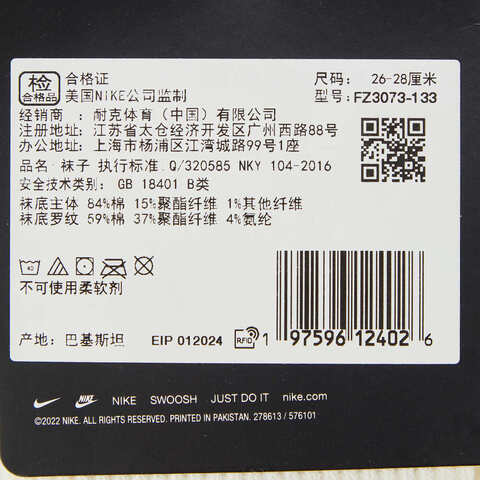 检 合格证 尺码: 26-28厘米
合格品 美国NIKE公司监制 型号: FZ3073-133
经销商 : 耐克体育（中国）有限公司
注册地址: 江苏省太仓经济开发区广州西路88号
办公地址: 上海市杨浦区江湾城路99号1座
品名: 袜子 执行标准:Q/320585 NKY 104-2016
安全技术类别: GB 18401 B类
袜底主体 84%棉 15%聚酯纤维 1%其他纤维
袜底罗纹 59%棉 37%聚酯纤维 4%氨纶
不可使用柔软剂
产地: 巴基斯坦 EIP 012024 RFID 1 97596 12402 6
NIKE NIKE SWOOSH JUST DO IT nike.com
©2022 NIKE. ALL RIGHTS RESERVED. PRINTED IN PAKISTAN. 278613 / 576101